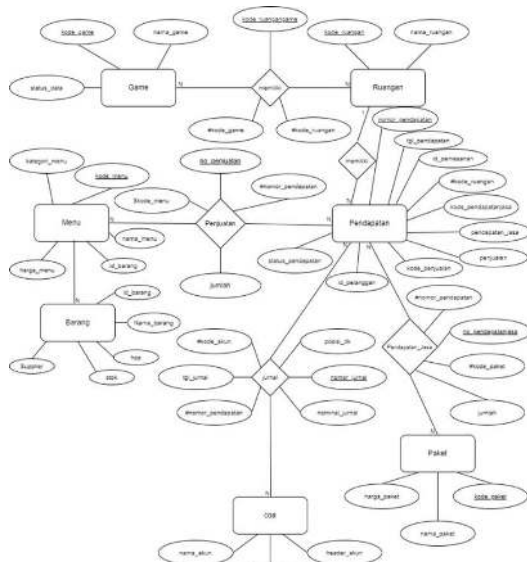 kode_ruangangame
kode_game
nama_game
kode_ruangan
nama_ruangan
Game
N
memiliki
N
Ruangan
status_data
#kode_game
#kode_ruangan
nomor_pendapatan
kategori_menu
kode_menu
no_penjualan
memiliki
tgl_pendapatan
id_pemesanan
#kode_menu
#nomor_pendapatan
#kode_ruangan
Menu
N
Penjualan
N
N
Pendapatan
kode_pendapatanjasa
nama_menu
pendapatan_jasa
harga_menu
id_barang
jumlah
status_pendapatan
id_pelanggan
kode_penjualan
penjualan
N
N
N
id_barang
Barang
Nama_barang
#nomor_pendapatan
no_pendapatanjasa
Supplier
stok
hpp
#kode_akun
posisi_dk
Pendapatan_Jasa
#kode_paket
tgl_jurnal
jurnal
nomor_jurnal
jumlah
#nomor_pendapatan
nominal_jurnal
N
Paket
N
harga_paket
kode_paket
coa
nama_paket
nama_akun
header_akun